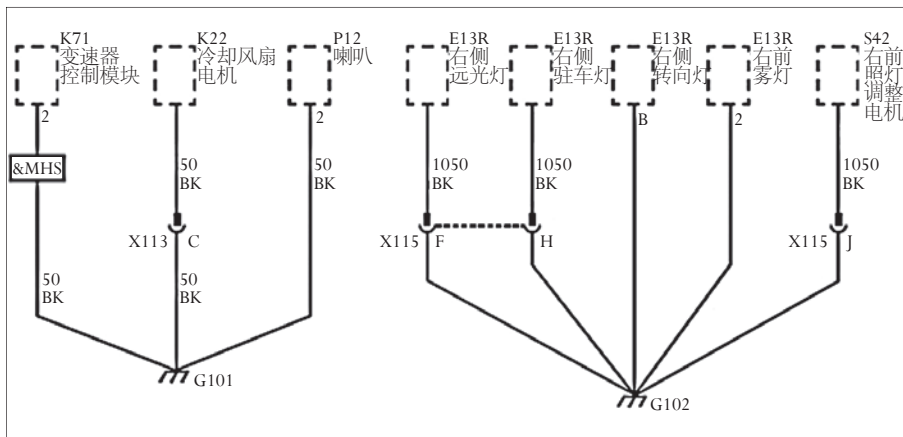 K71
变速器
控制模块
K22
冷却风扇
电机
P12
喇叭
E13R
右侧
远光灯
E13R
右侧
驻车灯
E13R
右侧
转向灯
E13R
右前
雾灯
S42
右前
照灯
调整
电机
2
2
B
2
&MHS
50
BK
50
BK
1050
BK
1050
BK
1050
BK
X113
C
X115
F
H
X115
J
50
BK
50
BK
G101
G102